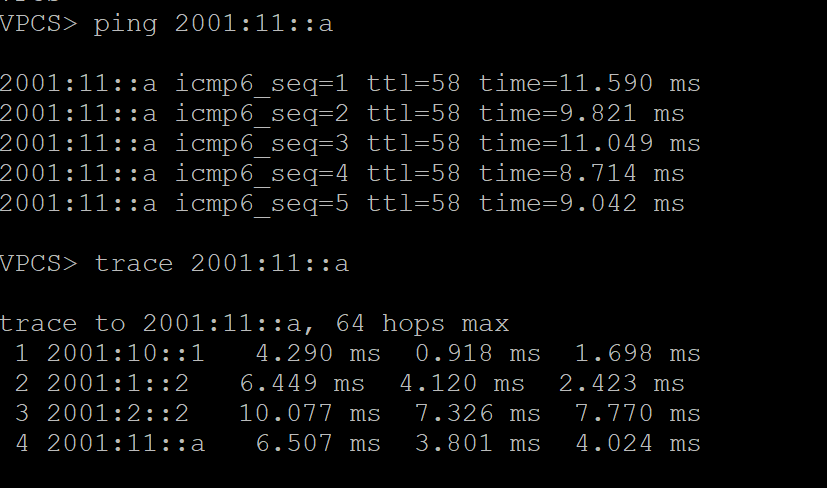 VPCS> ping 2001:11::a
2001:11::a icmp6_seq=1 ttl=58 time=11.590 ms
2001:11::a icmp6_seq=2 ttl=58 time=9.821 ms
2001:11::a icmp6_seq=3 ttl=58 time=11.049 ms
2001:11::a icmp6_seq=4 ttl=58 time=8.714 ms
2001:11::a icmp6_seq=5 ttl=58 time=9.042 ms
VPCS> trace 2001:11::a
trace to 2001:11::a, 64 hops max
1 2001:10::1 4.290 ms 0.918 ms 1.698 ms
2 2001:1::2 6.449 ms 4.120 ms 2.423 ms
3 2001:2::2 10.077 ms 7.326 ms 7.770 ms
4 2001:11::a 6.507 ms 3.801 ms 4.024 ms